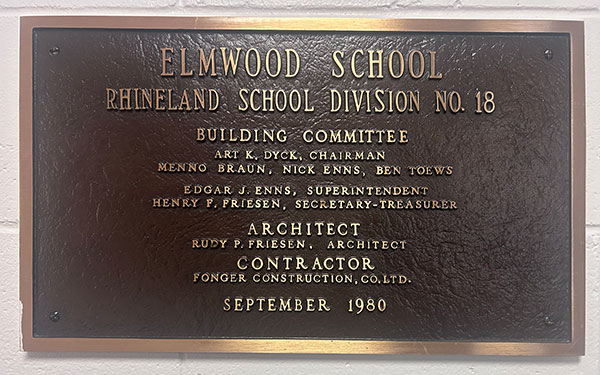 ELMWOOD SCHOOL
RHINELAND SCHOOL DIVISION NO. 18
BUILDING COMMITTEE
ART K. DYCK, CHAIRMAN
MENNO BRAUN, NICK ENNS, BEN TOEWS
EDGAR J. ENNS, SUPERINTENDENT
HENRY F. FRIESEN, SECRETARY-TREASURER
ARCHITECT
RUDY P. FRIESEN, ARCHITECT
CONTRACTOR
FONGER CONSTRUCTION, CO. LTD.
SEPTEMBER 1980